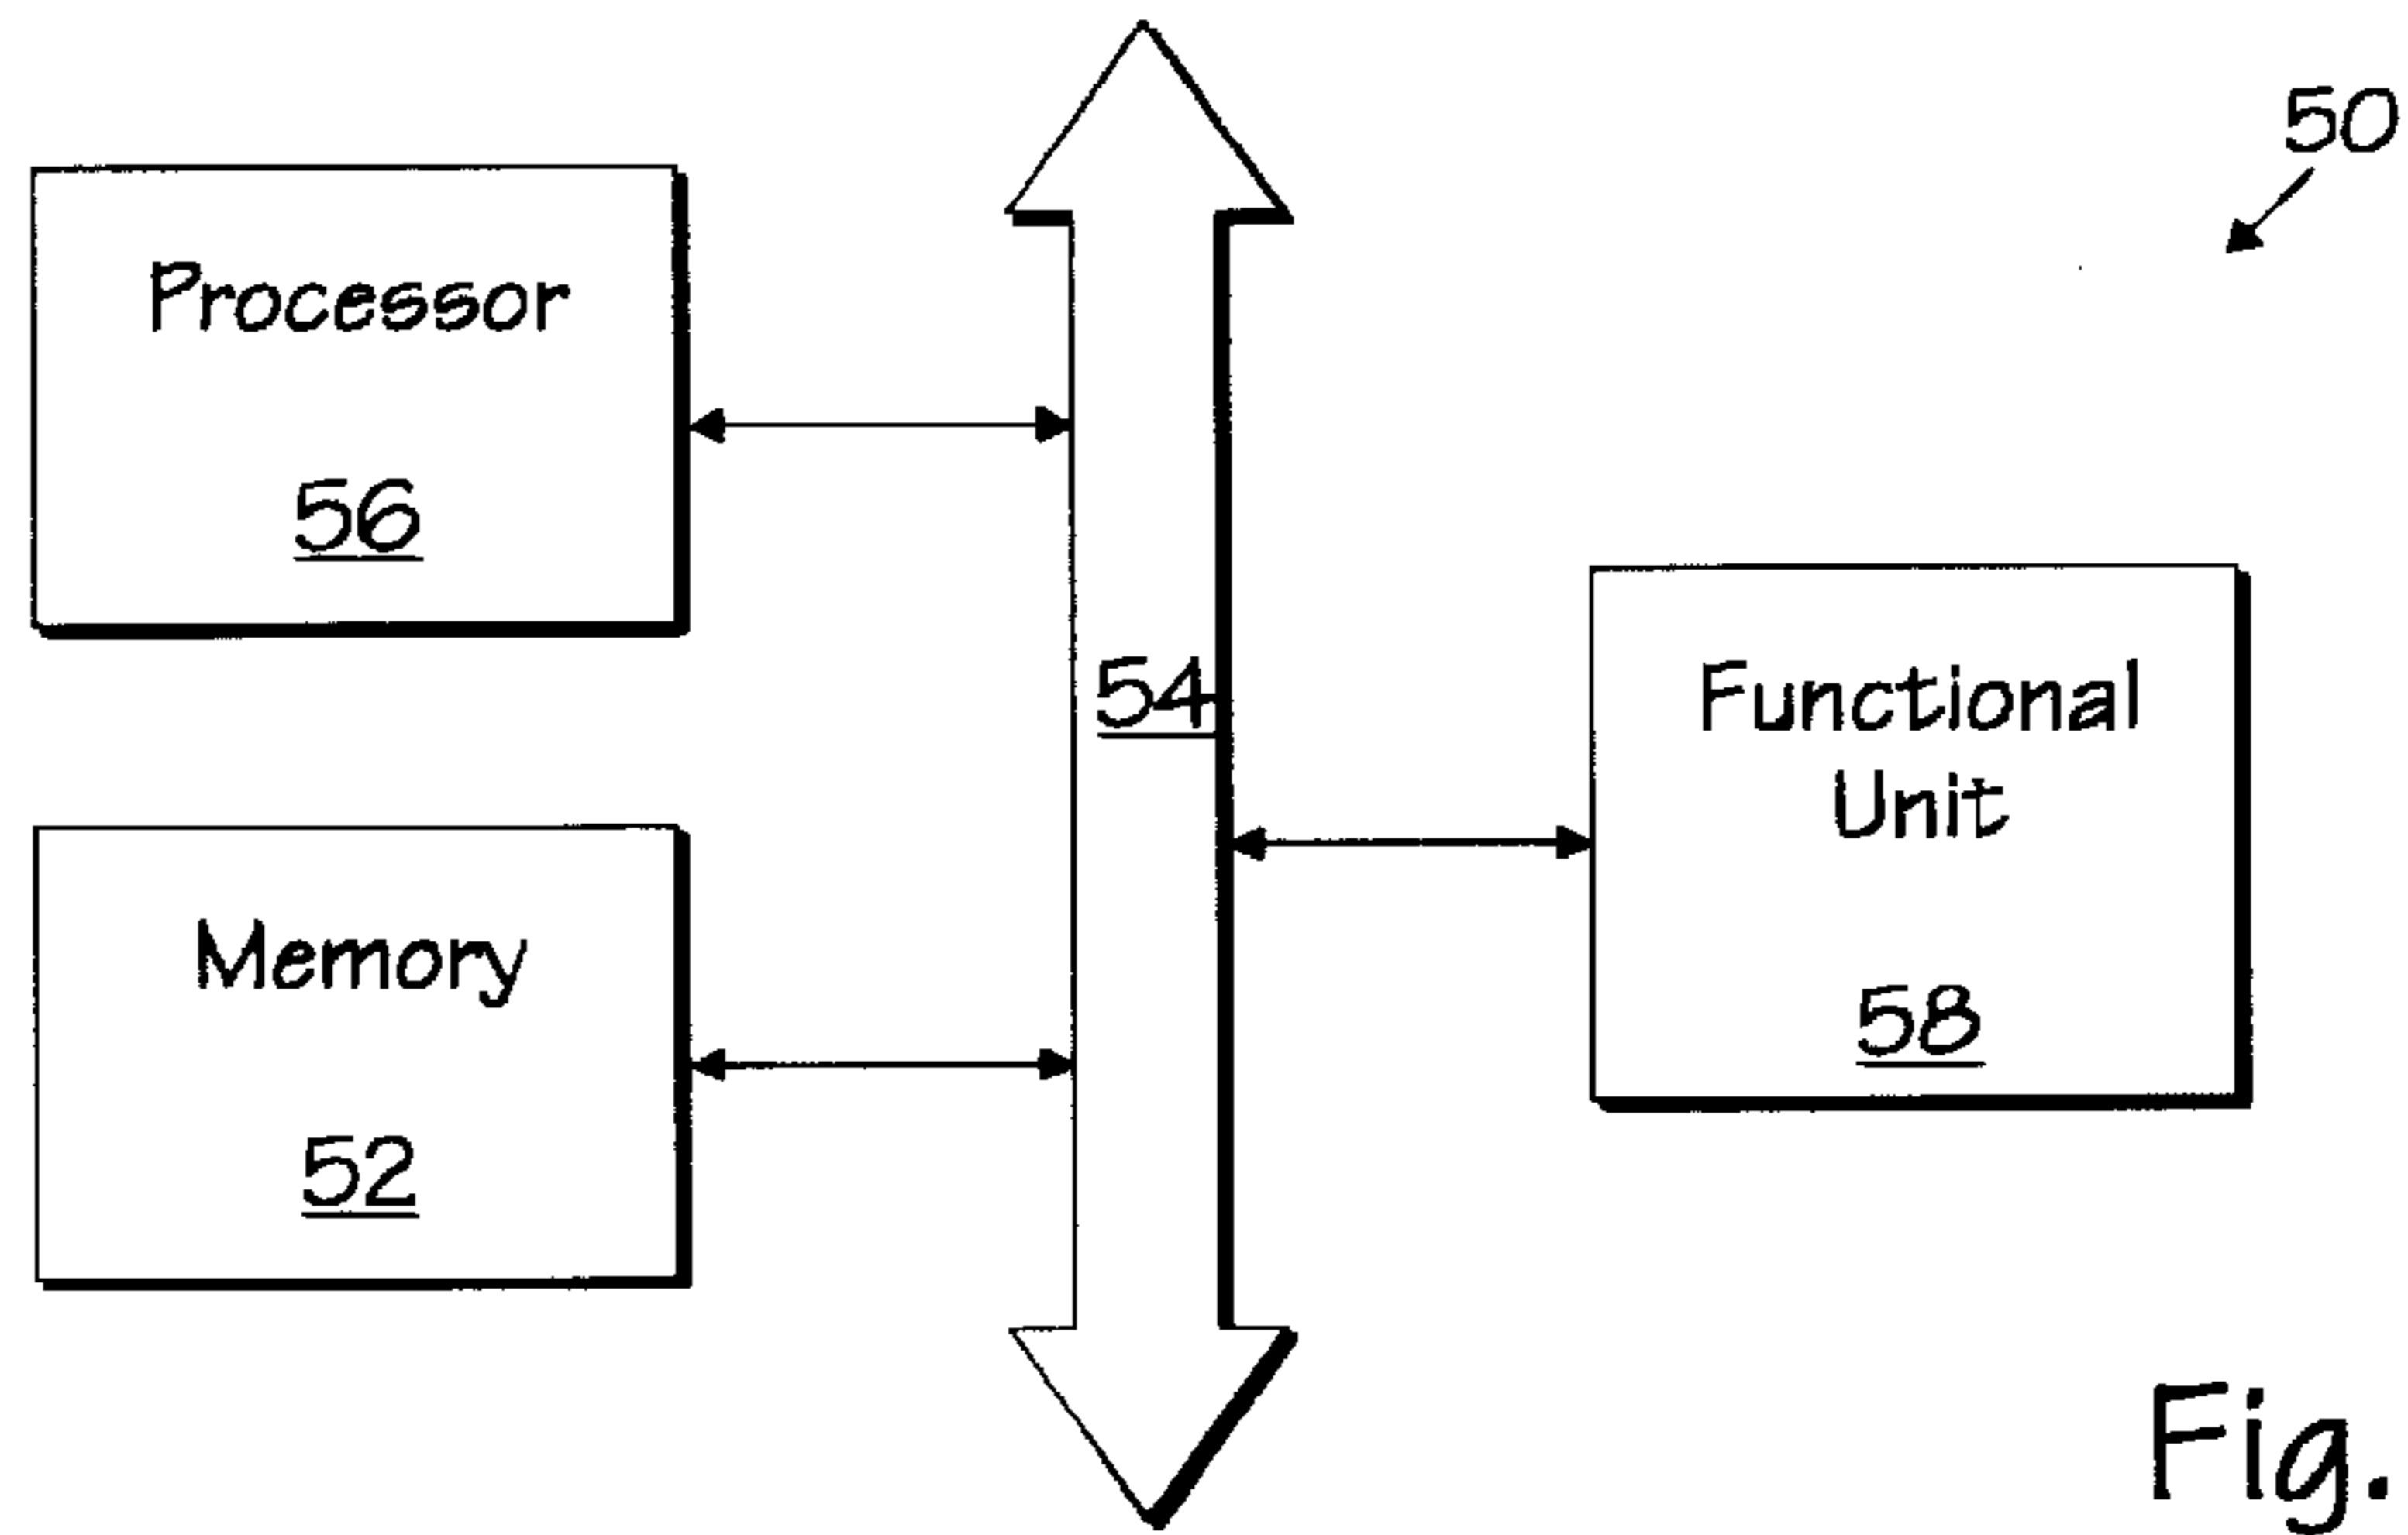 50
Processor
56
54
Functional
Unit
58
Memory
52
Fig.